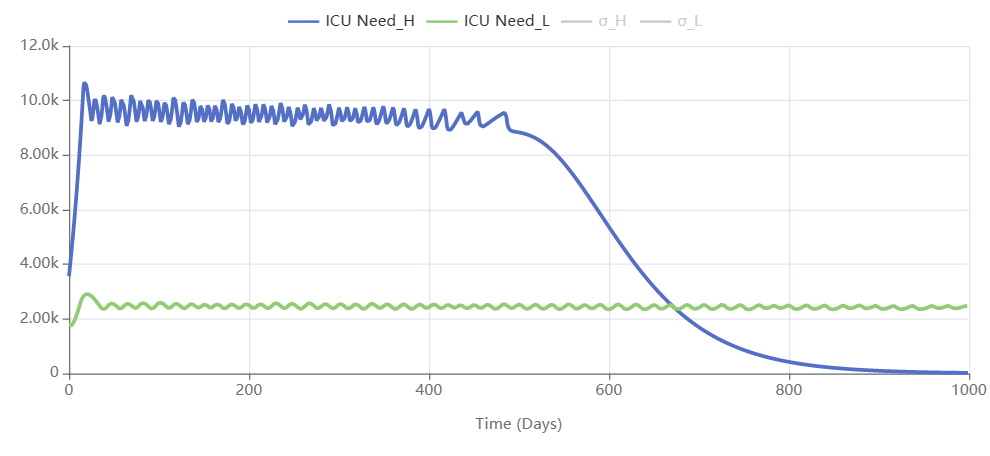 ICU Need_H ICU Need_L σ_H σ_L
12.0k
10.0k
8.00k
6.00k
4.00k
2.00k
0
0 200 400 600 800 1000
Time (Days)